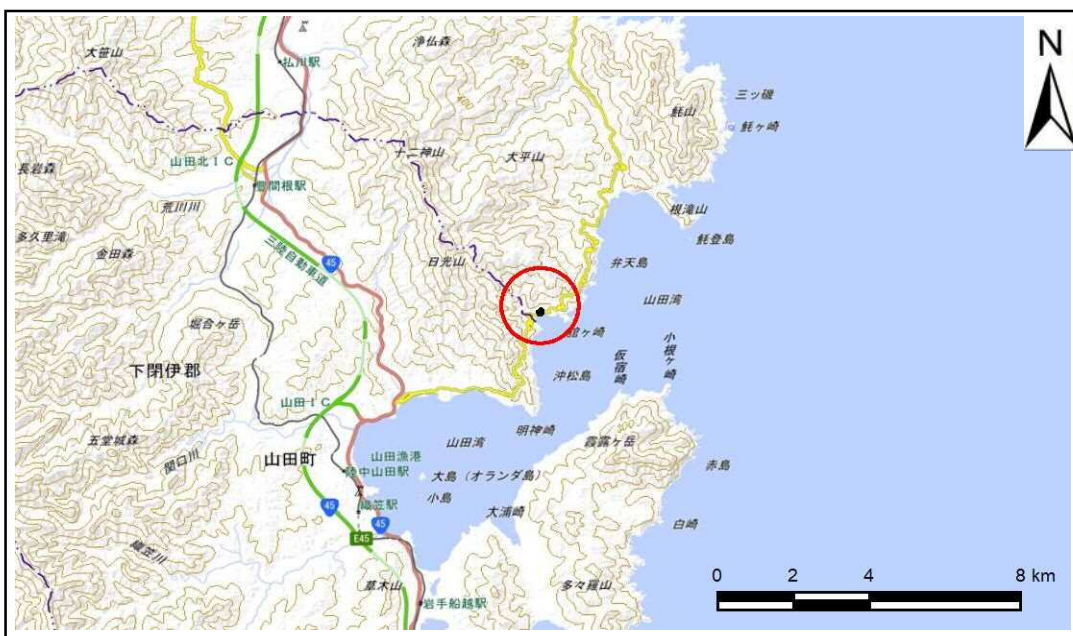 大笹山
浄仏森
払川駅
400
三ッ磯
魹山
魹ヶ崎
N
十二神山
大平山
山田北IC
長岩森
豊間根駅
荒川川
根滝山
多久里滝
金田森
三陸自動車道
45
日光山
魹登島
弁天島
山田湾
堀合ヶ岳
館ヶ崎
小根ヶ崎
仮宿崎
下閉伊郡
沖松島
山田IC
五堂城森
関口川
山田町
明神崎
霞露ヶ岳
山田湾
山田漁港
陸中山田駅
大島(オランダ島)
赤島
小島
織笠駅
大浦崎
45
45
白崎
E45
織笠川
草木山
多々羅山
岩手船越駅
0 2 4 8 km